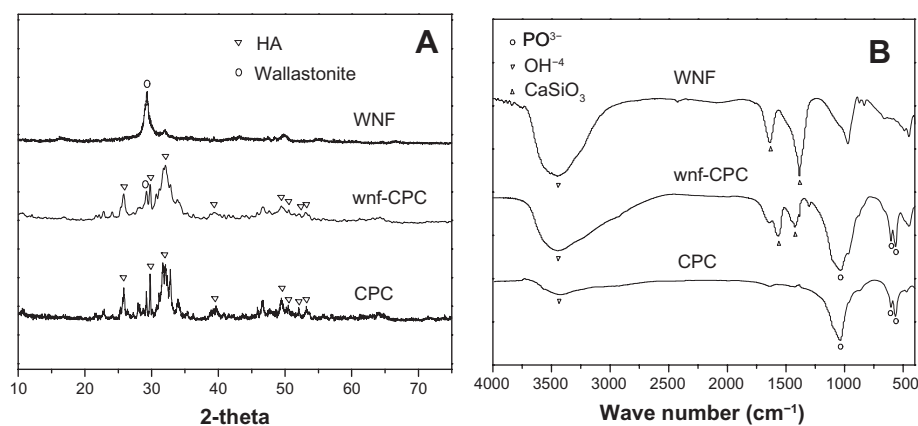 A
▿ HA
○ Wallastonite
WNF
wnf-CPC
CPC
10 20 30 40 50 60 70
2-theta
B
○ PO³⁻
▿ OH⁻⁴
▵ CaSiO₃
WNF
wnf-CPC
CPC
4000 3500 3000 2500 2000 1500 1000 500
Wave number (cm⁻¹)